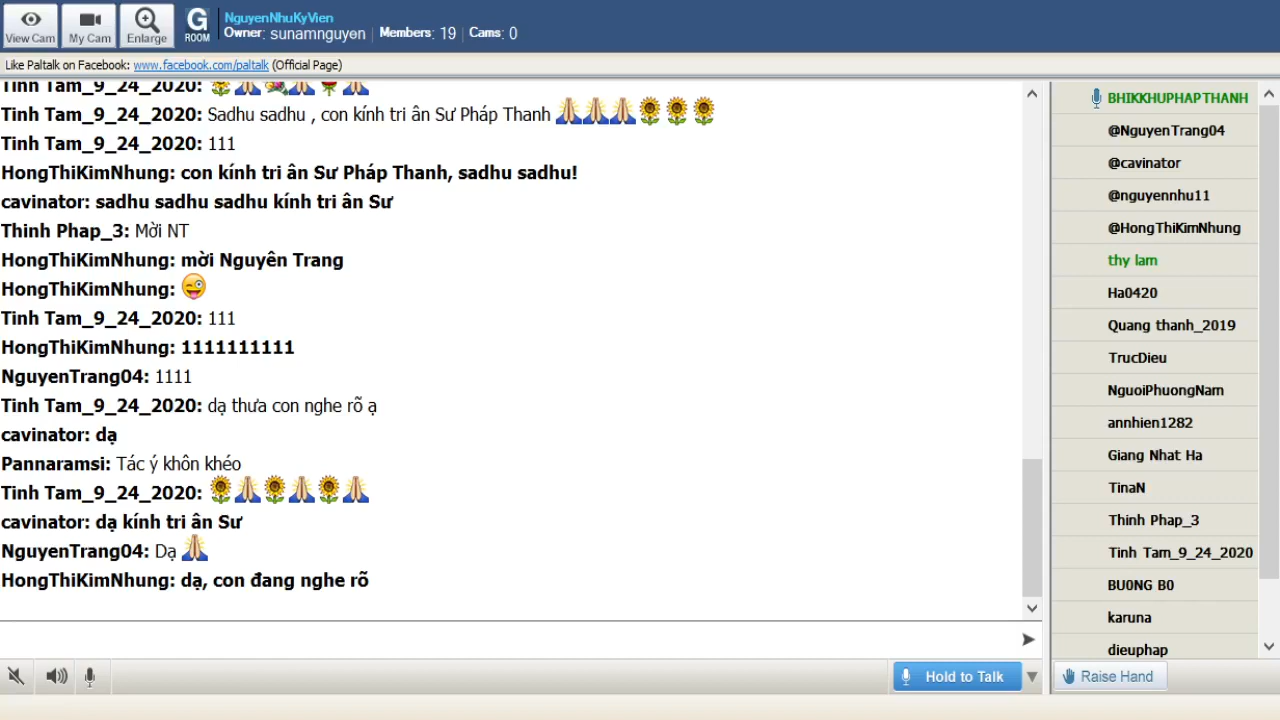 View Cam
My Cam
Enlarge
G
ROOM
NguyenNhuKyVien
Owner: sunamnguyen | Members: 19 | Cams: 0
Like Paltalk on Facebook: www.facebook.com/paltalk (Official Page)
Tinh Tam_9_24_2020:
Tinh Tam_9_24_2020: Sadhu sadhu , con kính tri ân Sư Pháp Thanh
Tinh Tam_9_24_2020: 111
HongThiKimNhung: con kính tri ân Sư Pháp Thanh, sadhu sadhu!
cavinator: sadhu sadhu sadhu kính tri ân Sư
Thinh Phap_3: Mời NT
HongThiKimNhung: mời Nguyên Trang
HongThiKimNhung:
Tinh Tam_9_24_2020: 111
HongThiKimNhung: 1111111111
NguyenTrang04: 1111
Tinh Tam_9_24_2020: dạ thưa con nghe rõ ạ
cavinator: dạ
Pannaramsi: Tác ý khôn khéo
Tinh Tam_9_24_2020:
cavinator: dạ kính tri ân Sư
NguyenTrang04: Dạ
HongThiKimNhung: dạ, con đang nghe rõ
BHIKKHUPHAPTHANH
@NguyenTrang04
@cavinator
@nguyennhu11
@HongThiKimNhung
thy lam
Ha0420
Quang thanh_2019
TrucDieu
NguoiPhuongNam
annhien1282
Giang Nhat Ha
TinaN
Thinh Phap_3
Tinh Tam_9_24_2020
BU0NG B0
karuna
dieuphap
Hold to Talk
Raise Hand